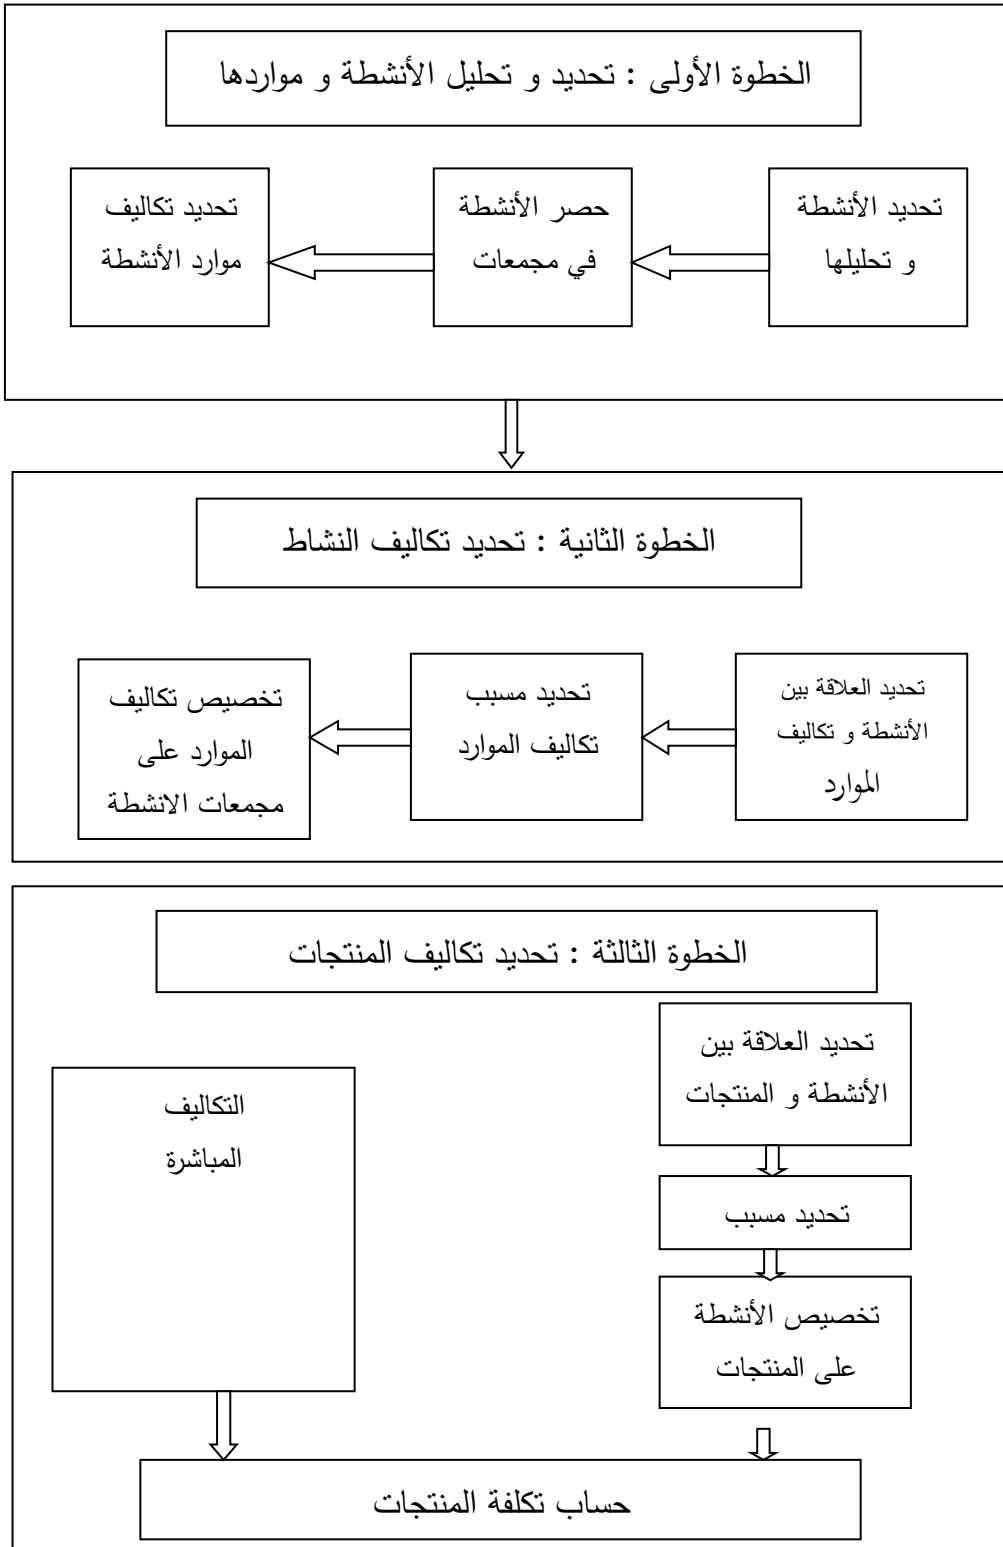 الخطوة الأولى : تحديد و تحليل الأنشطة و مواردها
تحديد الأنشطة
و تحليلها
حصر الأنشطة
في مجمعات
تحديد تكاليف
موارد الأنشطة
الخطوة الثانية : تحديد تكاليف النشاط
تحديد العلاقة بين
الأنشطة و تكاليف
الموارد
تحديد مسبب
تكاليف الموارد
تخصيص تكاليف
الموارد على
مجمعات الانشطة
الخطوة الثالثة : تحديد تكاليف المنتجات
تحديد العلاقة بين
الأنشطة و المنتجات
تحديد مسبب
تخصيص الأنشطة
على المنتجات
التكاليف
المباشرة
حساب تكلفة المنتجات